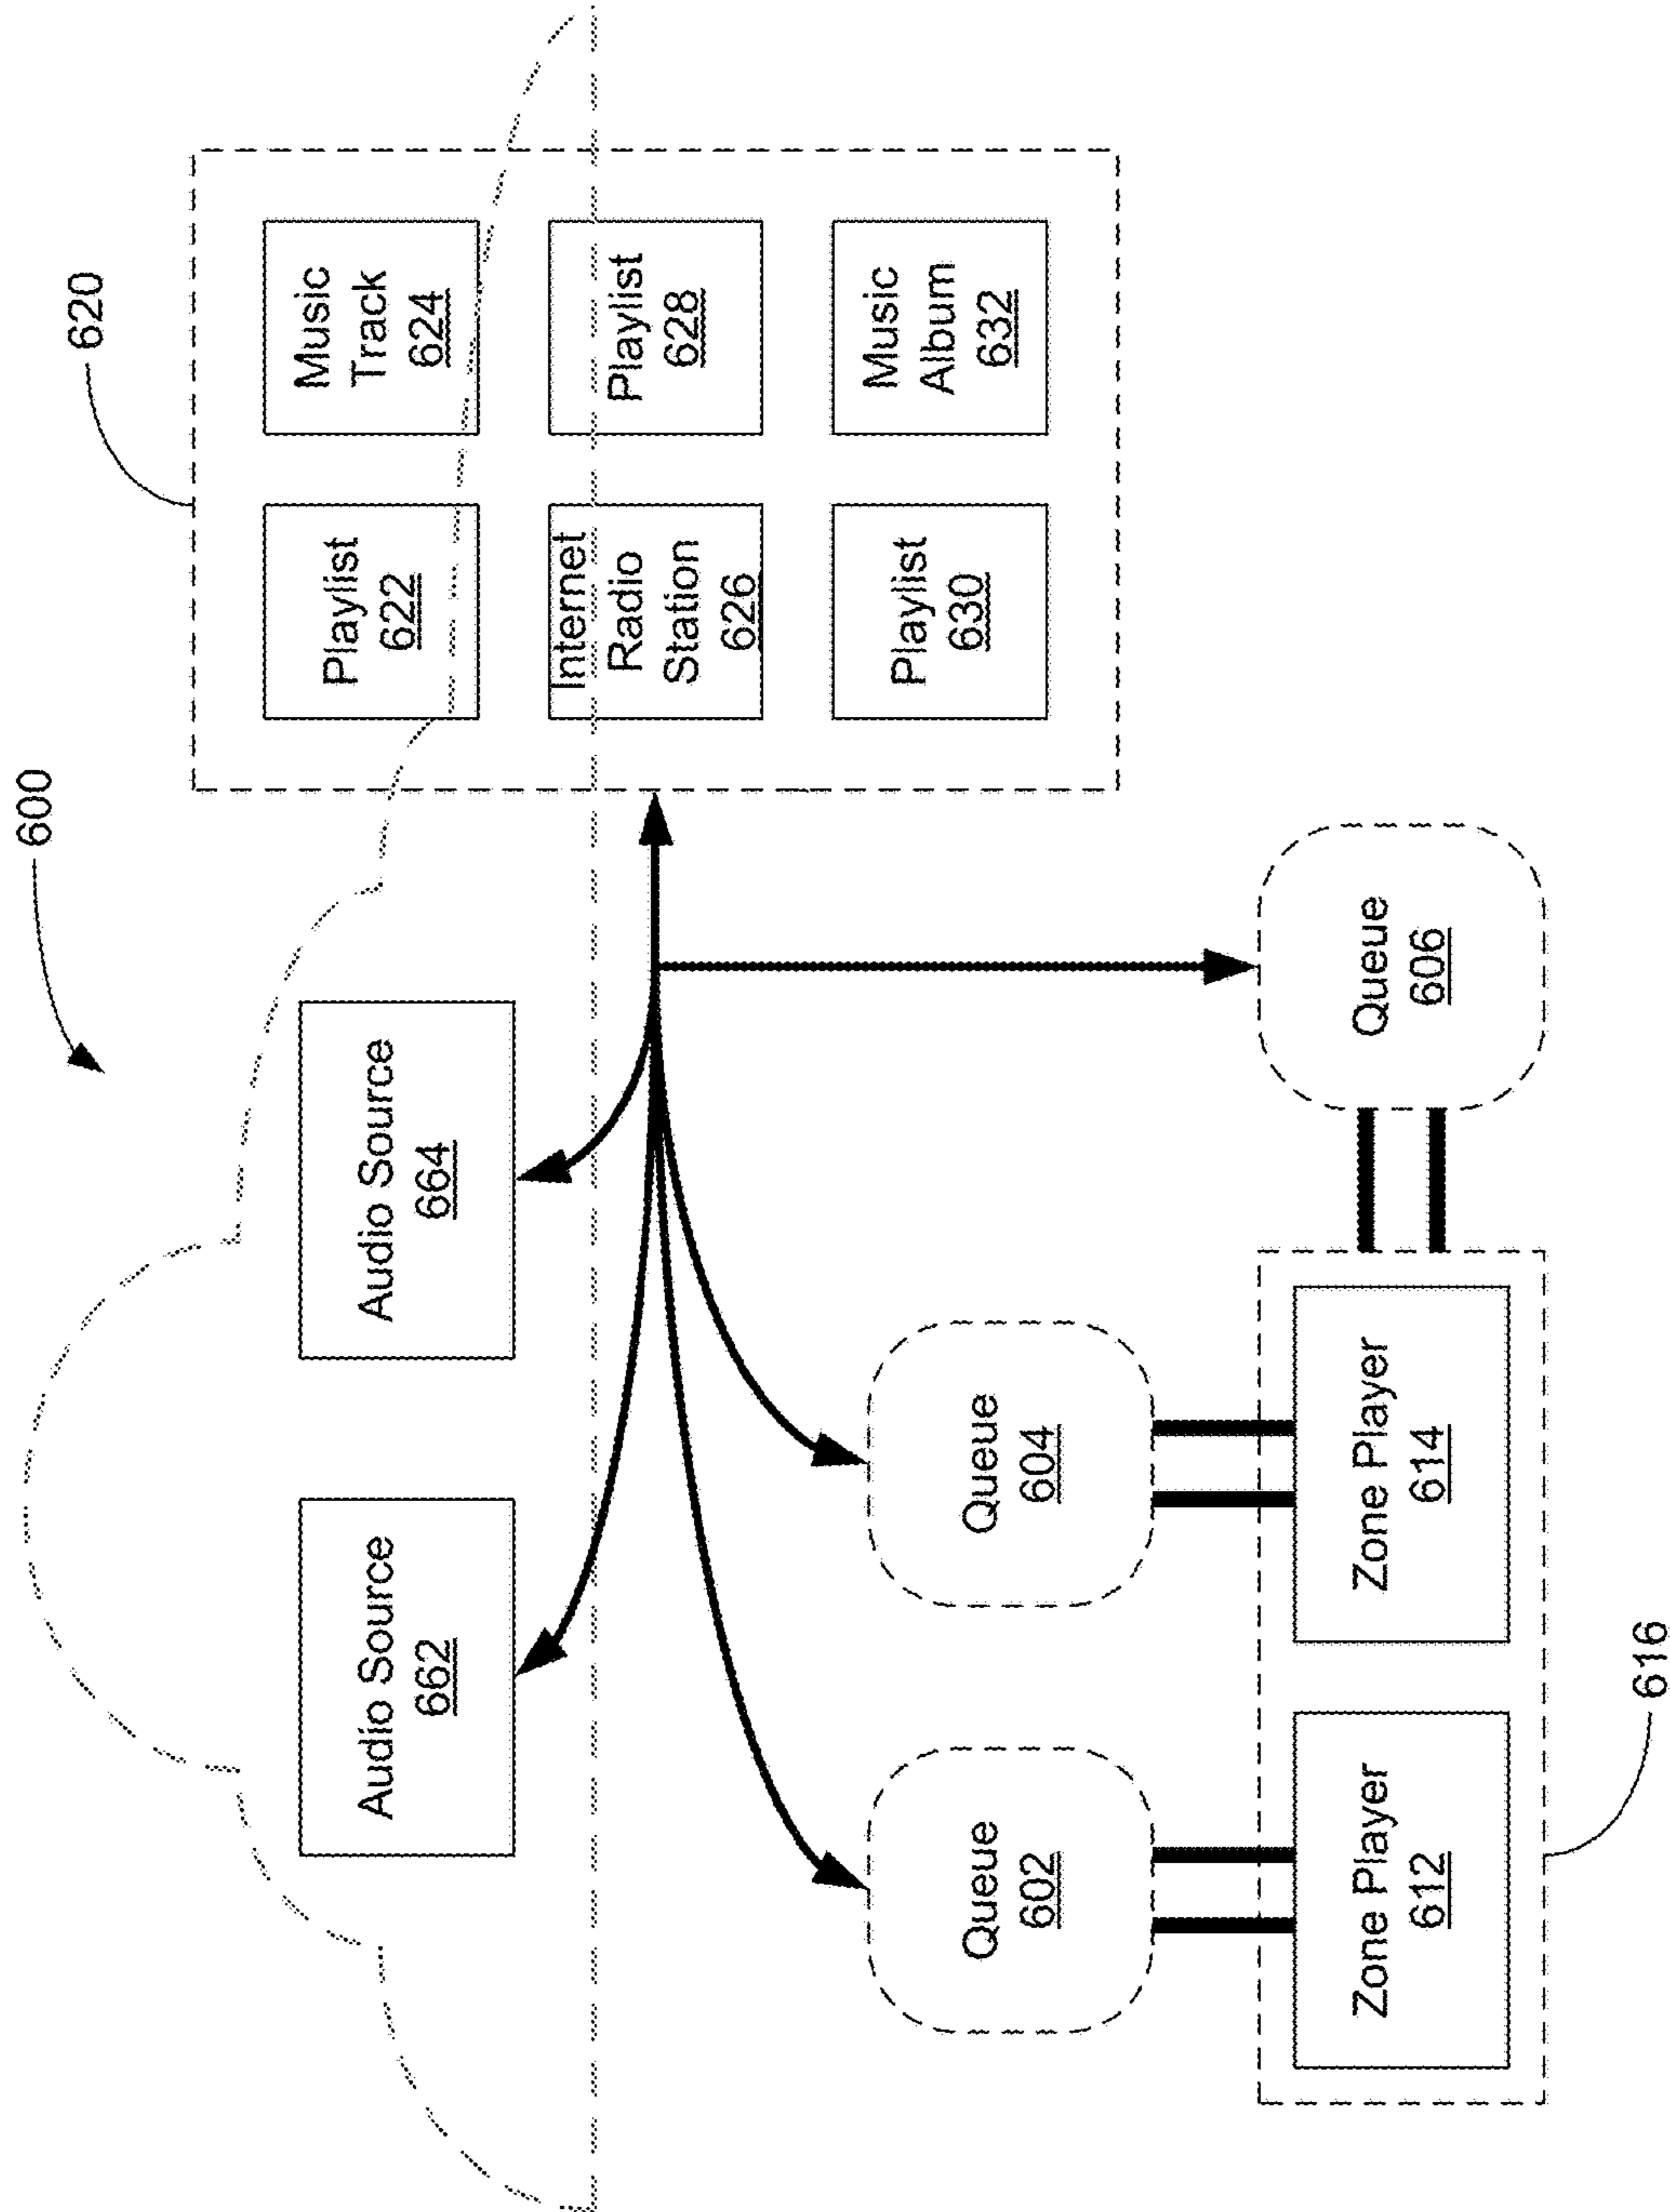 600
620
Audio Source
662
Audio Source
664
Playlist
622
Music
Track
624
Internet
Radio
Station
626
Playlist
628
Playlist
630
Music
Album
632
Queue
602
Queue
604
Queue
606
Zone Player
612
Zone Player
614
616